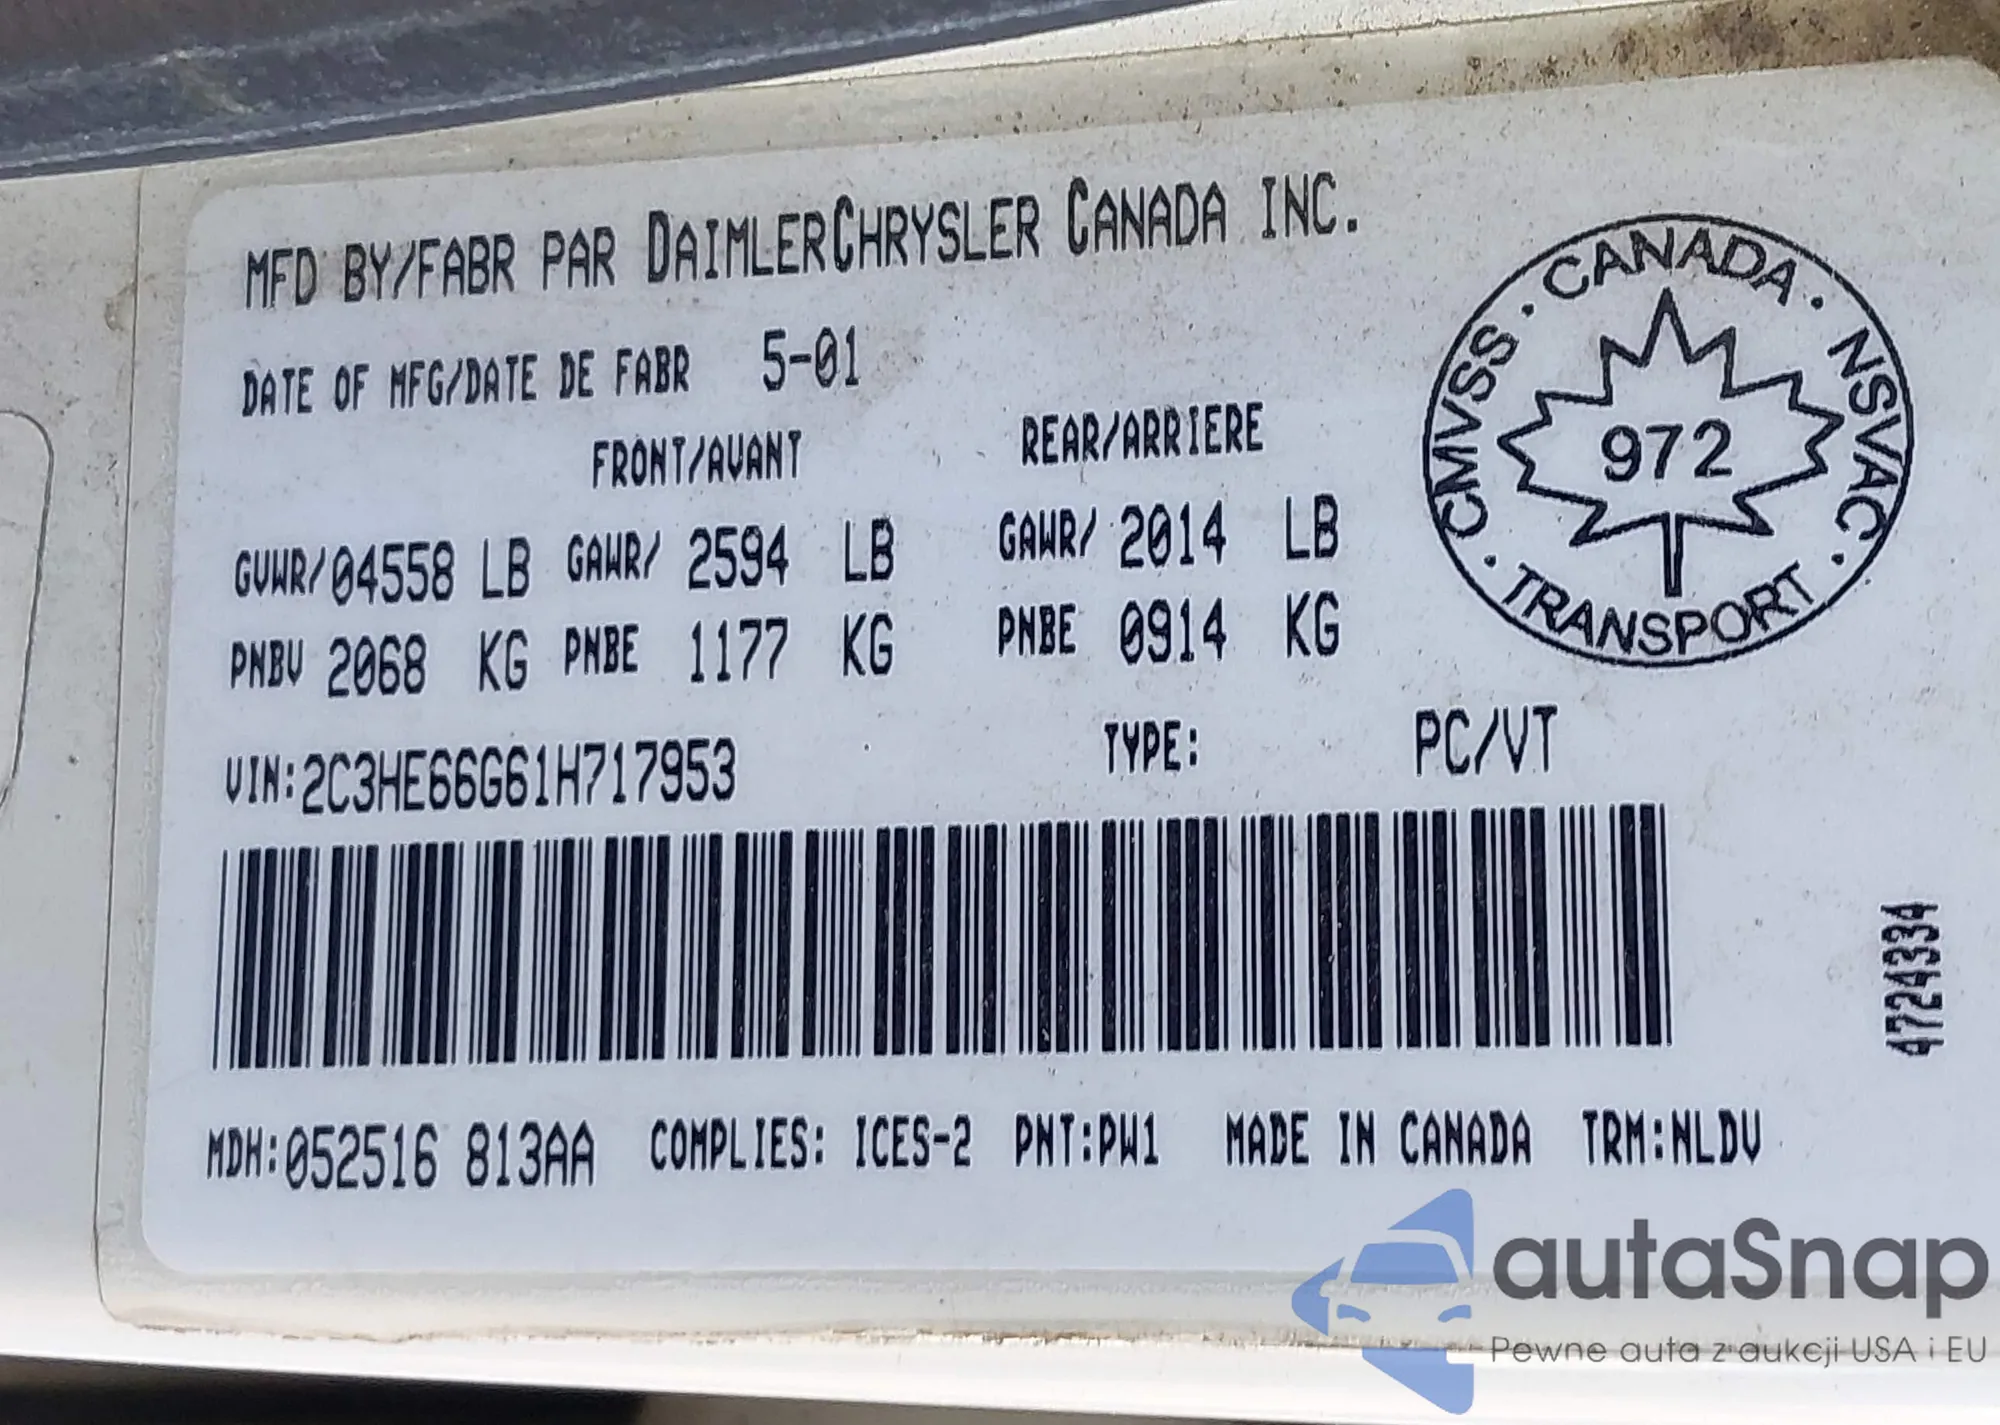 MFD BY/FABR PAR DAIMLERCHRYSLER CANADA INC.
DATE OF MFG/DATE DE FABR 5-01
FRONT/AVANT REAR/ARRIERE
GVWR/04558 LB GAWR/ 2594 LB GAWR/ 2014 LB
PNBV 2068 KG PNBE 1177 KG PNBE 0914 KG
VIN:2C3HE66G61H717953 TYPE: PC/VT
CANADA · NSVAC · TRANSPORT · CMVSS ·
972
4724334
MDH:052516 813AA COMPLIES: ICES-2 PNT:PW1 MADE IN CANADA TRM:NLDV
autaSnap
Pewne auta z aukcji USA i EU